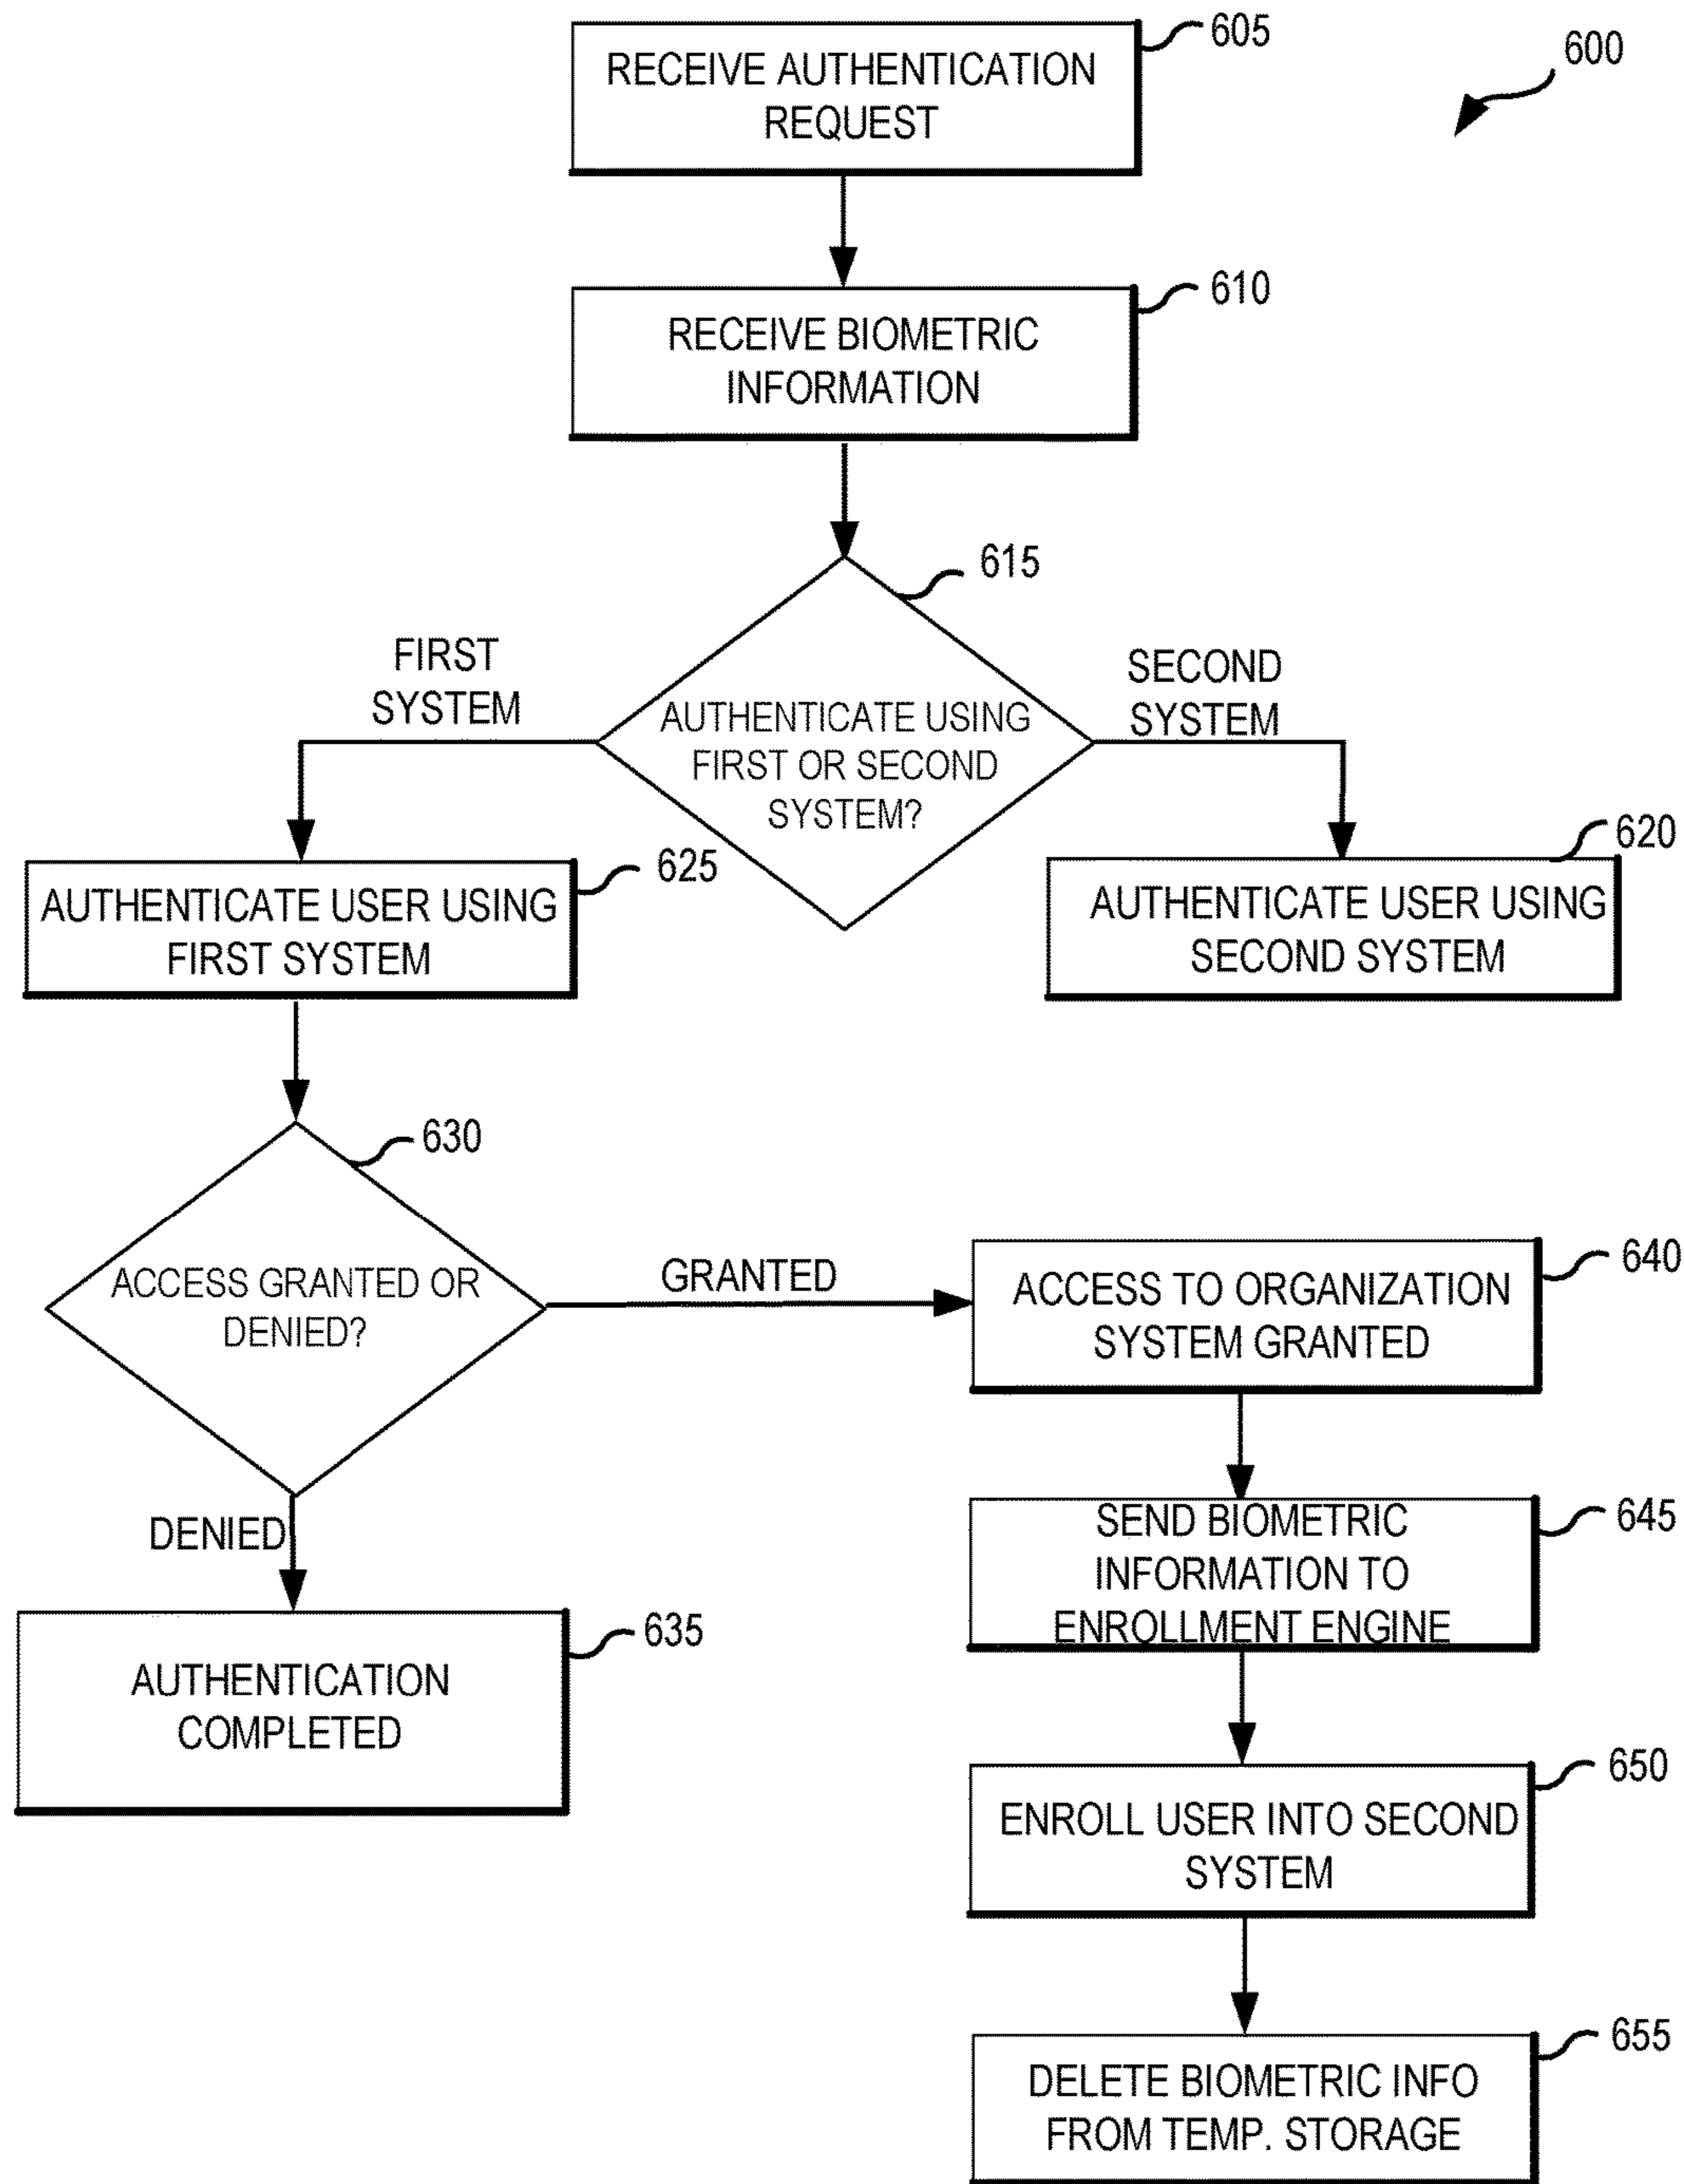 605
RECEIVE AUTHENTICATION
REQUEST
600
610
RECEIVE BIOMETRIC
INFORMATION
615
FIRST
SYSTEM
SECOND
SYSTEM
AUTHENTICATE USING
FIRST OR SECOND
SYSTEM?
620
625
AUTHENTICATE USER USING
FIRST SYSTEM
AUTHENTICATE USER USING
SECOND SYSTEM
630
ACCESS GRANTED OR
DENIED?
GRANTED
640
ACCESS TO ORGANIZATION
SYSTEM GRANTED
DENIED
645
SEND BIOMETRIC
INFORMATION TO
ENROLLMENT ENGINE
635
AUTHENTICATION
COMPLETED
650
ENROLL USER INTO SECOND
SYSTEM
655
DELETE BIOMETRIC INFO
FROM TEMP. STORAGE